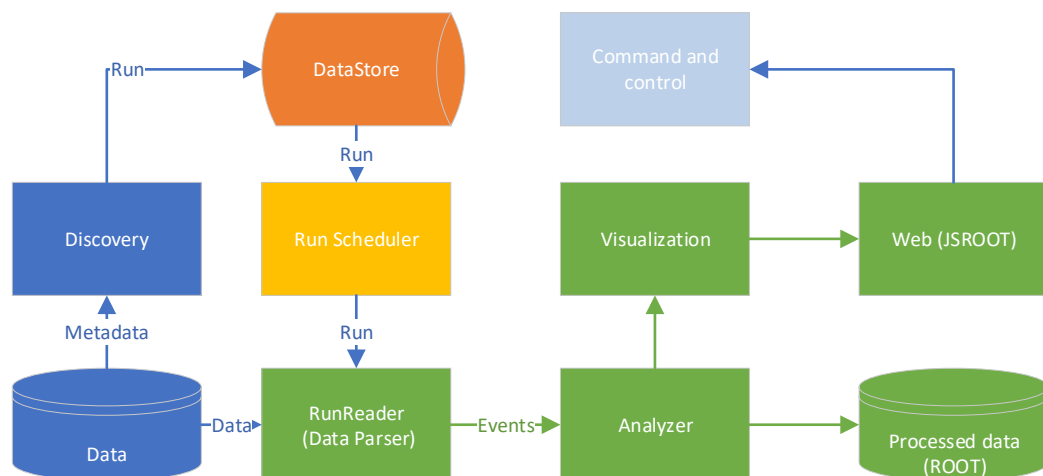 Run
DataStore
Command and
control
Run
Discovery
Run Scheduler
Visualization
Web (JSROOT)
Metadata
Run
Data
Data
RunReader
(Data Parser)
Events
Analyzer
Processed data
(ROOT)